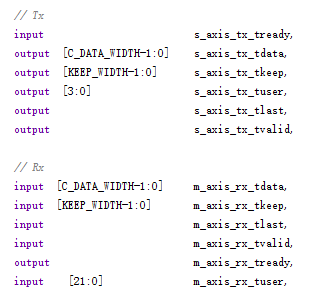 // Tx
input s_axis_tx_tready,
output [C_DATA_WIDTH-1:0] s_axis_tx_tdata,
output [KEEP_WIDTH-1:0] s_axis_tx_tkeep,
output [3:0] s_axis_tx_tuser,
output s_axis_tx_tlast,
output s_axis_tx_tvalid,
// Rx
input [C_DATA_WIDTH-1:0] m_axis_rx_tdata,
input [KEEP_WIDTH-1:0] m_axis_rx_tkeep,
input m_axis_rx_tlast,
input m_axis_rx_tvalid,
output m_axis_rx_tready,
input [21:0] m_axis_rx_tuser,